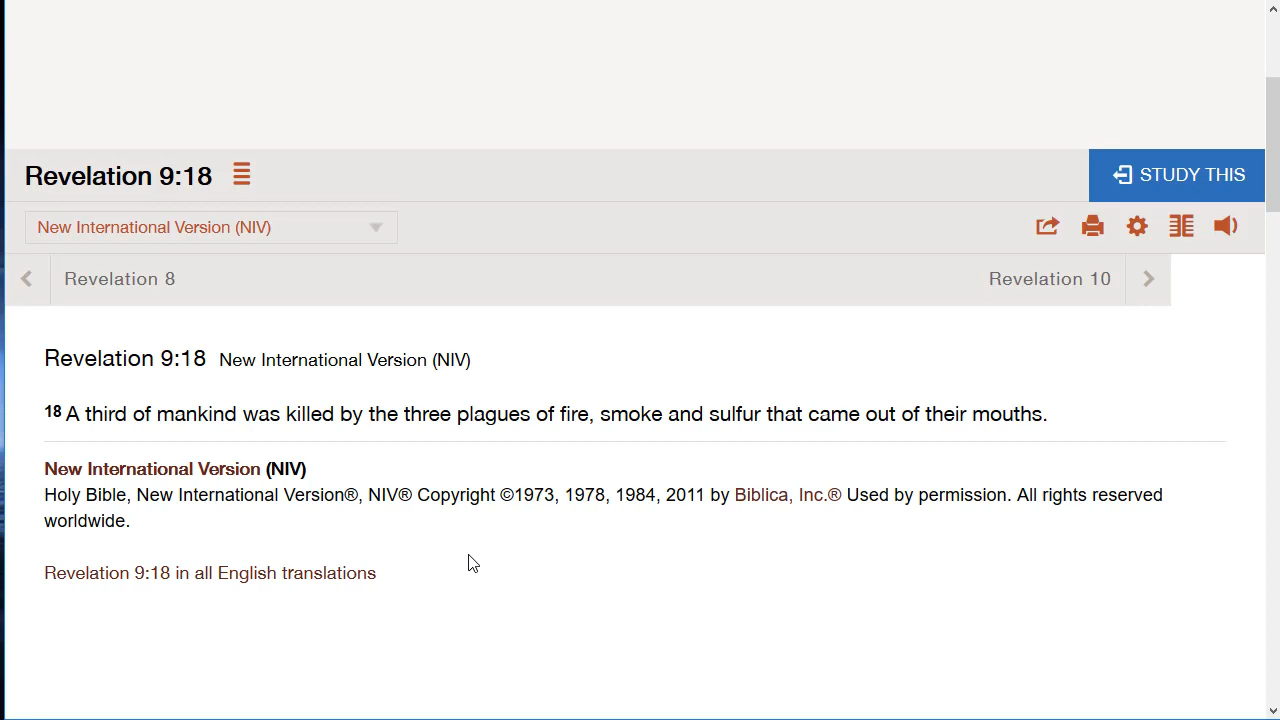 Revelation 9:18
STUDY THIS
New International Version (NIV)
Revelation 8
Revelation 10
Revelation 9:18 New International Version (NIV)
18 A third of mankind was killed by the three plagues of fire, smoke and sulfur that came out of their mouths.
New International Version (NIV)
Holy Bible, New International Version®, NIV® Copyright ©1973, 1978, 1984, 2011 by Biblica, Inc.® Used by permission. All rights reserved
worldwide.
Revelation 9:18 in all English translations